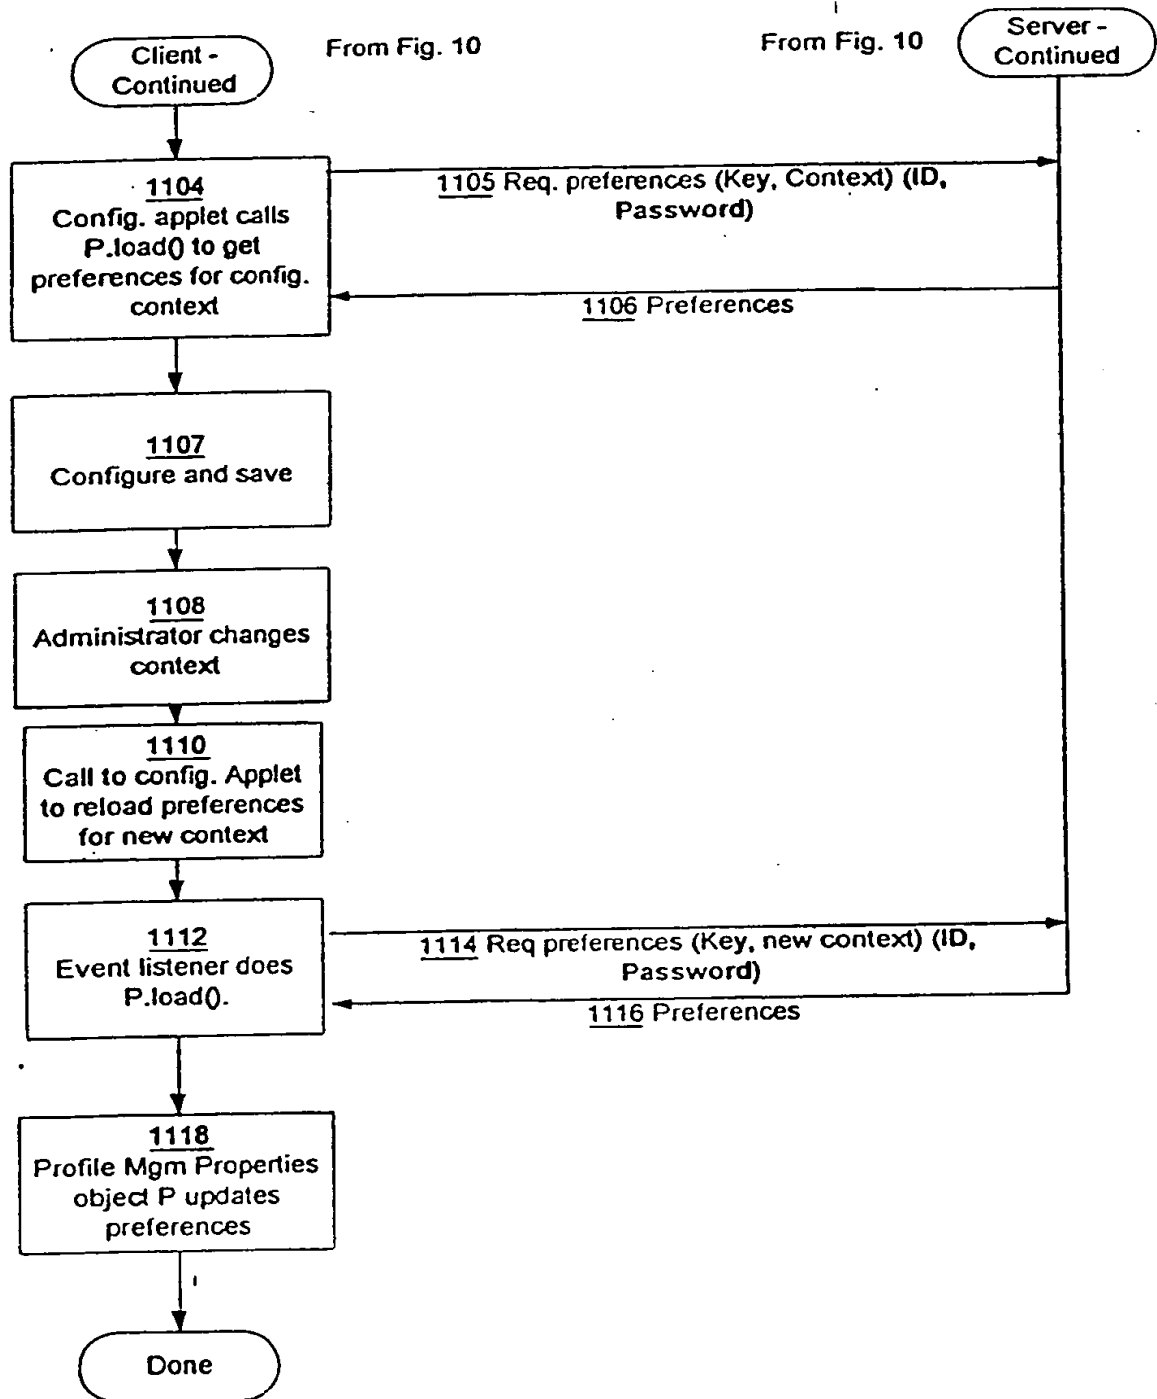 Client -
Continued
From Fig. 10
From Fig. 10
Server -
Continued
1104
Config. applet calls
P.load() to get
preferences for config.
context
1105 Req. preferences (Key, Context) (ID,
Password)
1106 Preferences
1107
Configure and save
1108
Administrator changes
context
1110
Call to config. Applet
to reload preferences
for new context
1112
Event listener does
P.load().
1114 Req preferences (Key, new context) (ID,
Password)
1116 Preferences
1118
Profile Mgm Properties
object P updates
preferences
Done